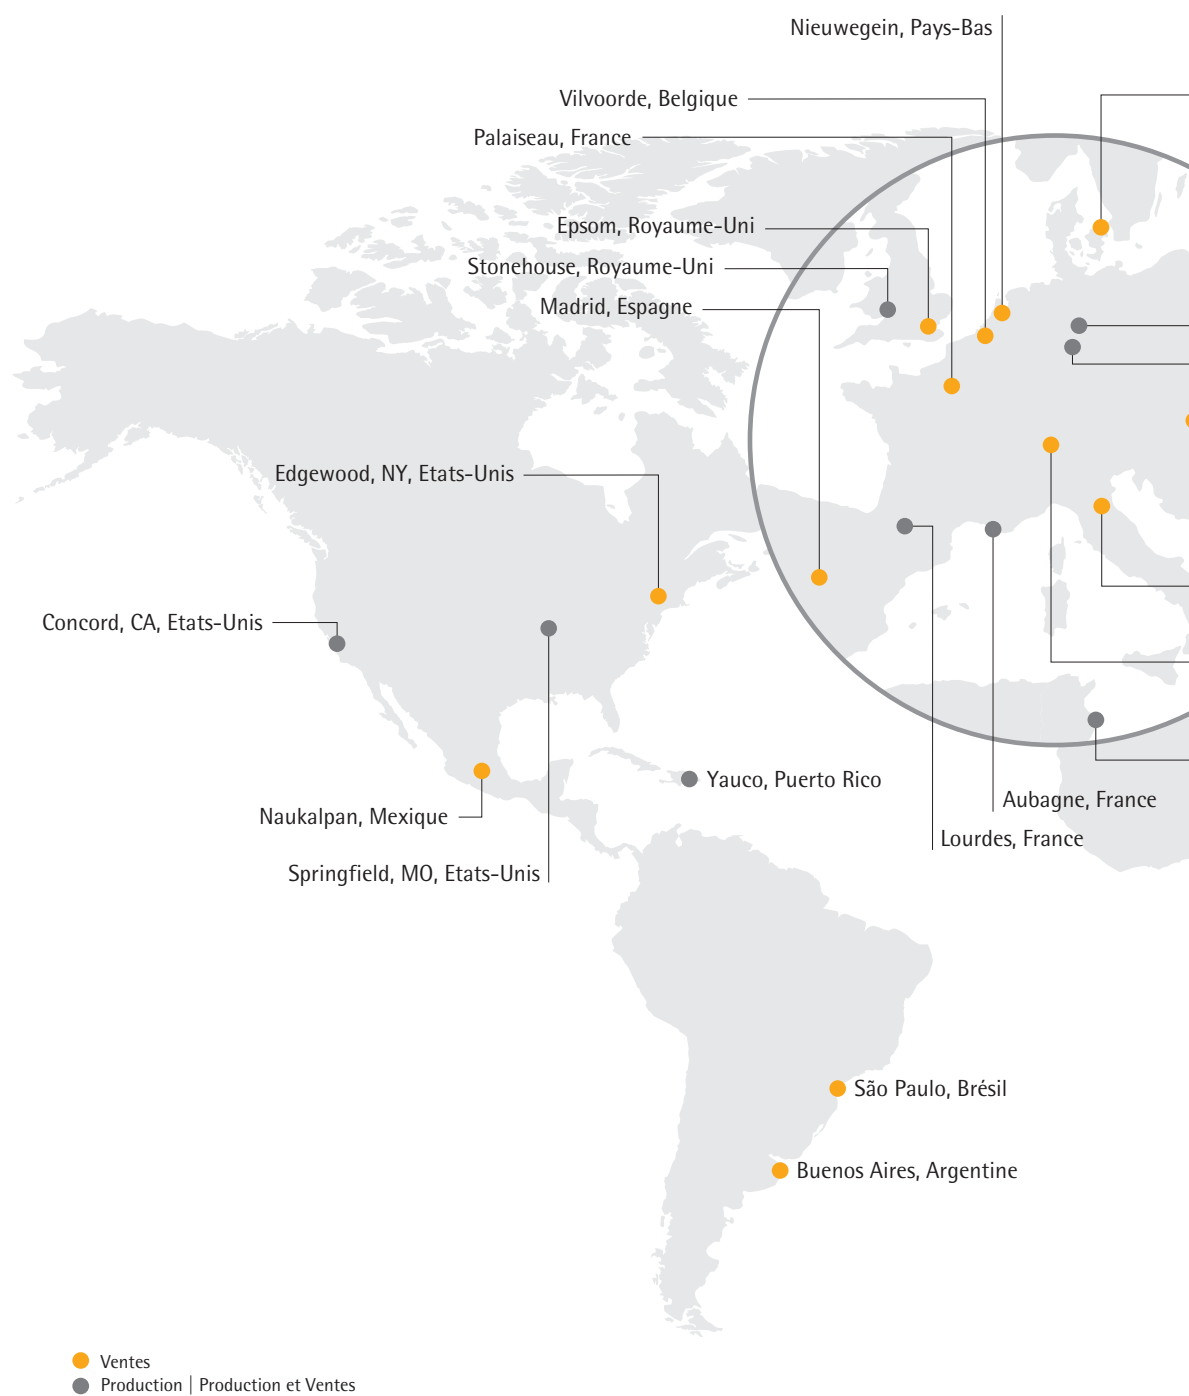 Nieuwegein, Pays-Bas
Vilvoorde, Belgique
Palaiseau, France
Epsom, Royaume-Uni
Stonehouse, Royaume-Uni
Madrid, Espagne
Edgewood, NY, Etats-Unis
Concord, CA, Etats-Unis
Yauco, Puerto Rico
Aubagne, France
Naukalpan, Mexique
Lourdes, France
Springfield, MO, Etats-Unis
São Paulo, Brésil
Buenos Aires, Argentine
Ventes
Production | Production et Ventes